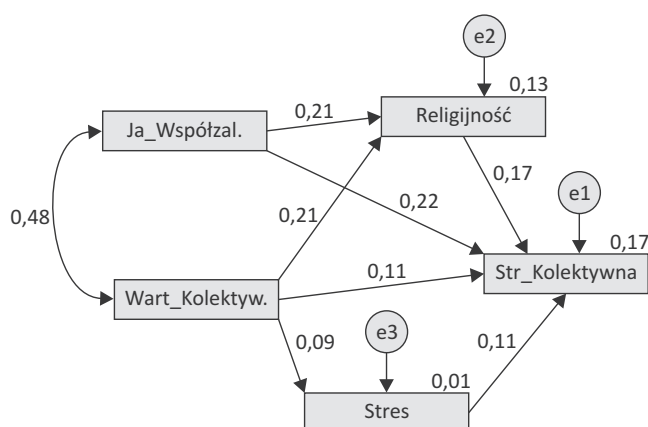 e2
0,13
Religijność
0,21
Ja_Współzal.
0,17
e1
0,22
0,48
0,21
0,17
Str_Kolektywna
0,11
Wart_Kolektyw.
0,09
e3
0,11
0,01
Stres